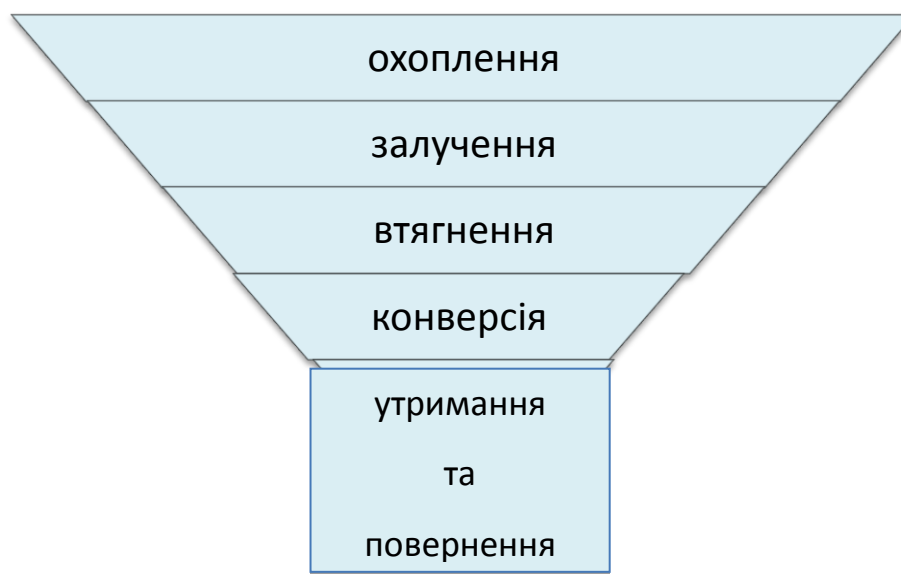 охоплення
залучення
втягнення
конверсія
утримання
та
повернення